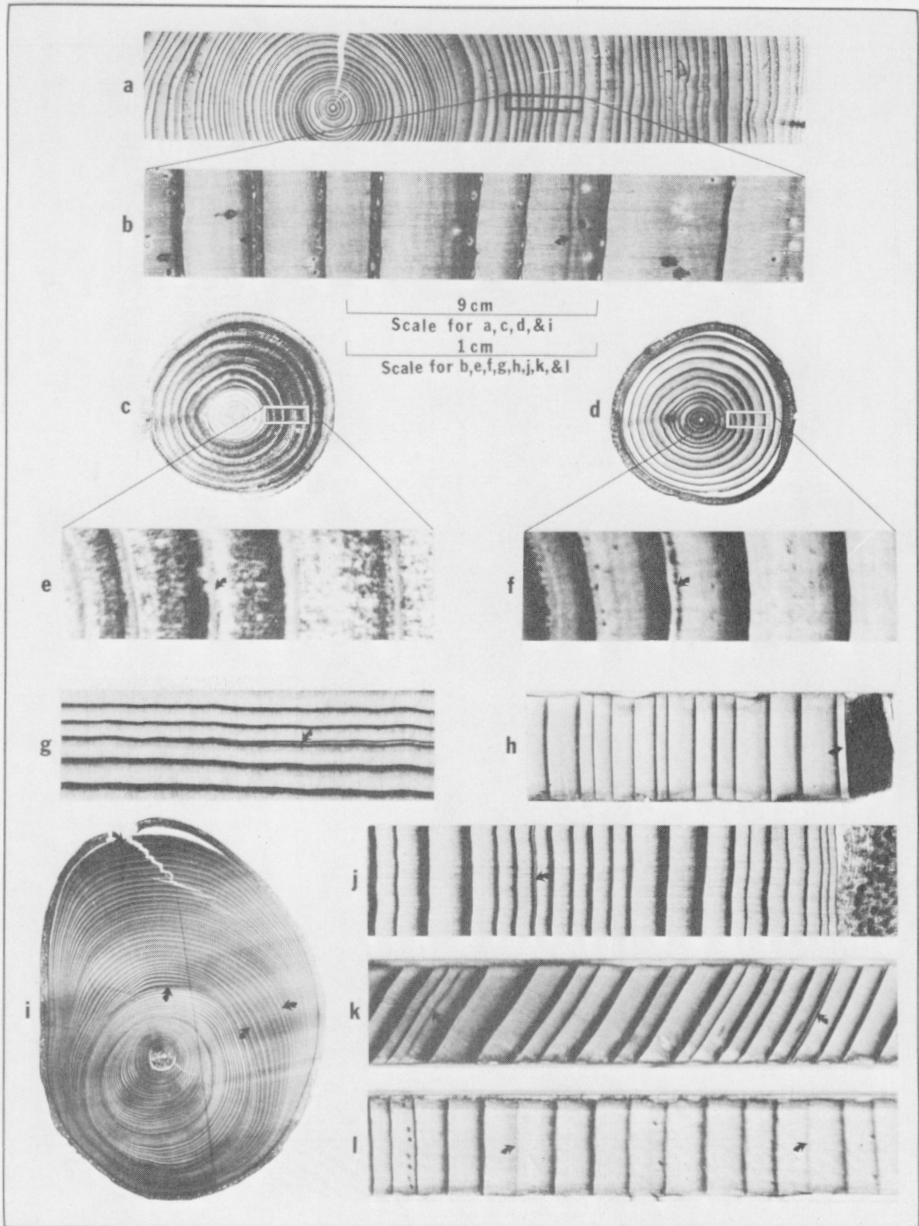 a
b
9 cm
Scale for a,c,d,&i
1 cm
Scale for b,e,f,g,h,j,k,&l
c
d
e
f
g
h
i
j
k
l